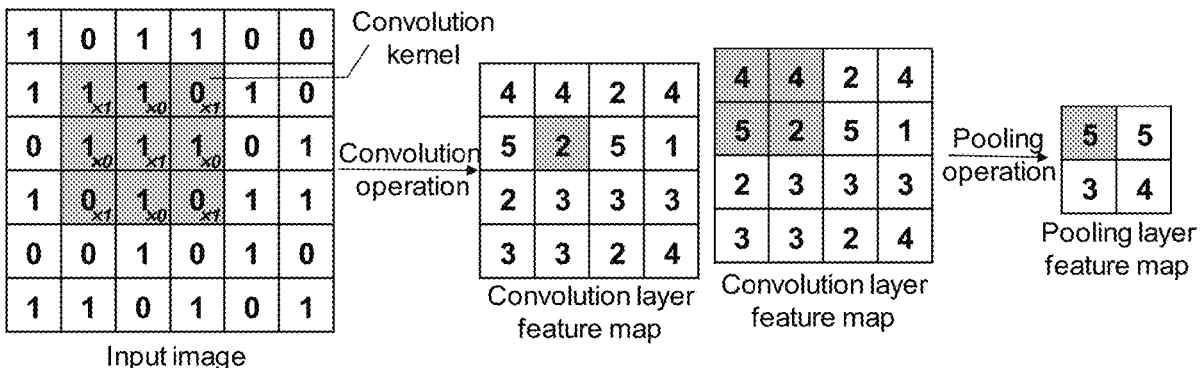 1 0 1 1 0 0
1 1×1 1×0 0×1 1 0
0 1×0 1×1 1×0 0 1
1 0×1 1×0 0×1 1 1
0 0 1 0 1 0
1 1 0 1 0 1
Input image
Convolution
kernel
Convolution
operation
4 4 2 4
5 2 5 1
2 3 3 3
3 3 2 4
Convolution layer
feature map
4 4 2 4
5 2 5 1
2 3 3 3
3 3 2 4
Convolution layer
feature map
Pooling
operation
5 5
3 4
Pooling layer
feature map